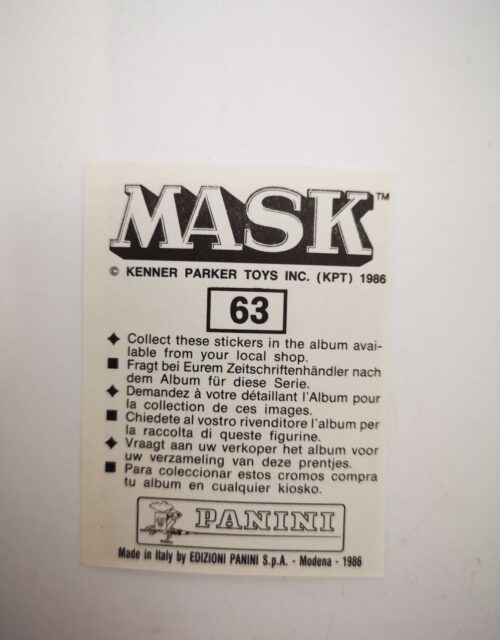 MASK™
© KENNER PARKER TOYS INC. (KPT) 1986
63
Collect these stickers in the album avai-
lable from your local shop.
Fragt bei Eurem Zeitschriftenhändler nach
dem Album für diese Serie.
Demandez à votre détaillant l'Album pour
la collection de ces images.
Chiedete al vostro rivenditore l'album per
la raccolta di queste figurine.
Vraagt aan uw verkoper het album voor
uw verzameling van deze prentjes.
Para coleccionar estos cromos compra
tu album en cualquier kiosko.
PANINI
Made in Italy by EDIZIONI PANINI S.p.A. - Modena - 1986